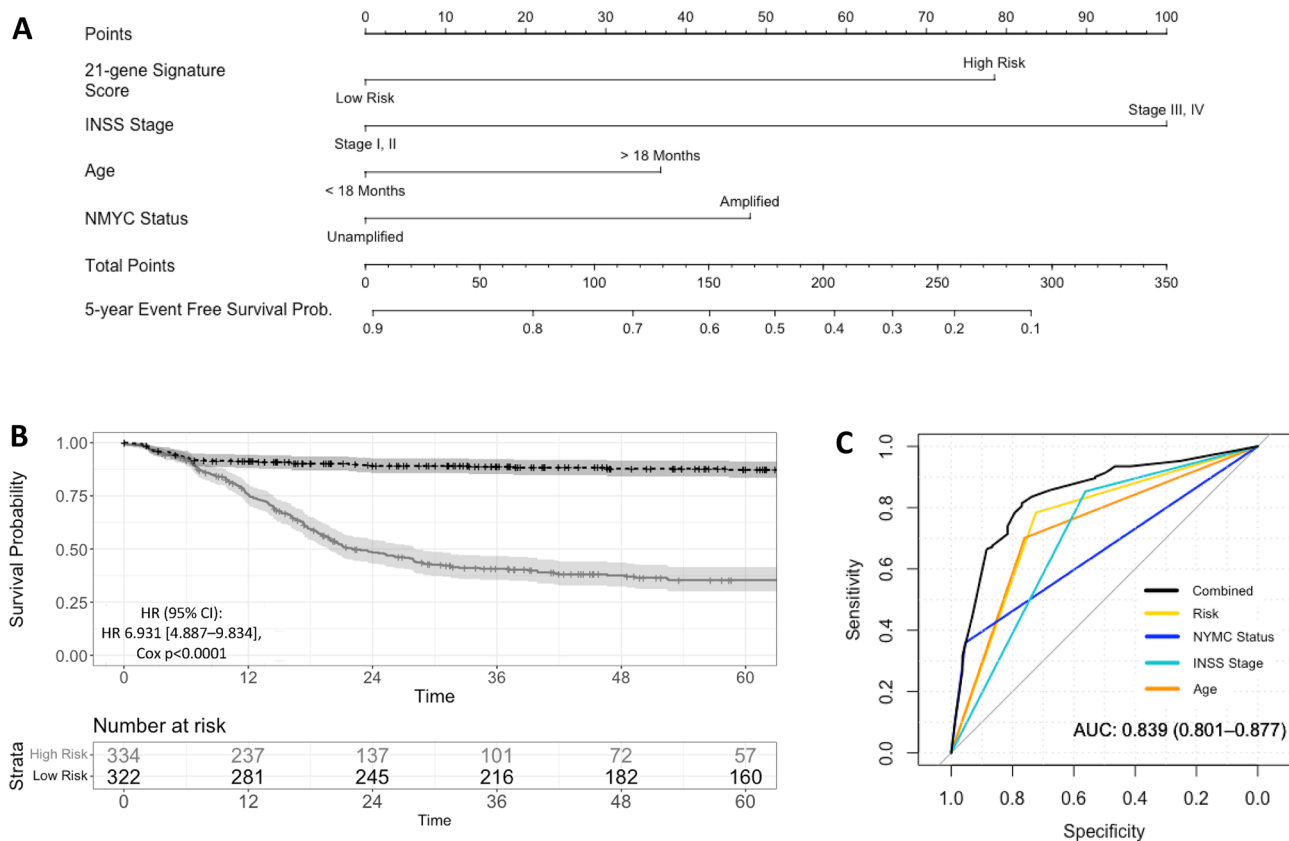 A
Points
0 10 20 30 40 50 60 70 80 90 100
21-gene Signature
Score
High Risk
Low Risk
INSS Stage
Stage III, IV
Stage I, II
Age
> 18 Months
< 18 Months
NMYC Status
Amplified
Unamplified
Total Points
0 50 100 150 200 250 300 350
5-year Event Free Survival Prob.
0.9 0.8 0.7 0.6 0.5 0.4 0.3 0.2 0.1
B
Survival Probability
1.00
0.75
0.50
0.25
0.00
HR (95% CI):
HR 6.931 [4.887–9.834],
Cox p<0.0001
0 12 24 36 48 60
Time
Number at risk
Strata
High Risk 334 237 137 101 72 57
Low Risk 322 281 245 216 182 160
0 12 24 36 48 60
Time
C
Sensitivity
1.0
0.8
0.6
0.4
0.2
0.0
Combined
Risk
NYMC Status
INSS Stage
Age
AUC: 0.839 (0.801–0.877)
1.0 0.8 0.6 0.4 0.2 0.0
Specificity